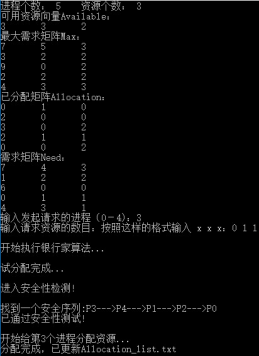 进程个数: 5 资源个数: 3
可用资源向量Available:
3 3 2
最大需求矩阵Max:
7 5 3
3 2 2
9 0 2
2 2 2
4 3 3
已分配矩阵Allocation:
0 1 0
2 0 0
3 0 2
2 1 1
0 0 2
需求矩阵Need:
7 4 3
1 2 2
6 0 0
0 1 1
4 3 1
输入发起请求的进程(0-4):3
输入请求资源的数目:按照这样的格式输入 x x x: 0 1 1
开始执行银行家算法...
试分配完成...
进入安全性检测!
找到一个安全序列:P3--->P4--->P1--->P2--->P0
已通过安全性测试!
开始给第3个进程分配资源...
分配完成, 已更新Allocation_list.txt